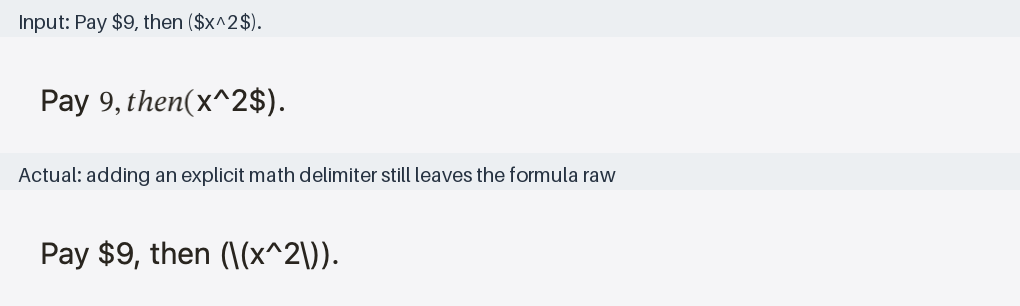 Input: Pay $9, then ($x^2$).
Pay 9, then(x^2$).
Actual: adding an explicit math delimiter still leaves the formula raw
Pay $9, then (\(x^2\)).